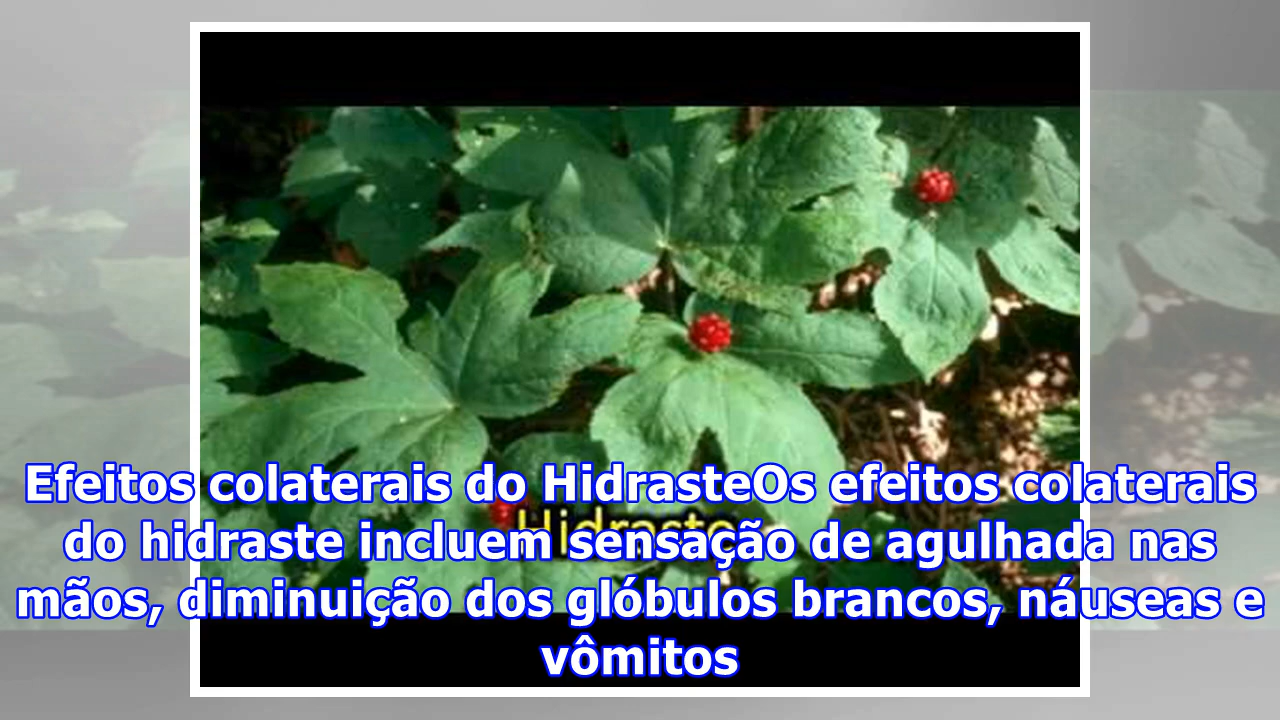 Efeitos colaterais do HidrasteOs efeitos colaterais
Hidraste
do hidraste incluem sensação de agulhada nas
mãos, diminuição dos glóbulos brancos, náuseas e
vômitos